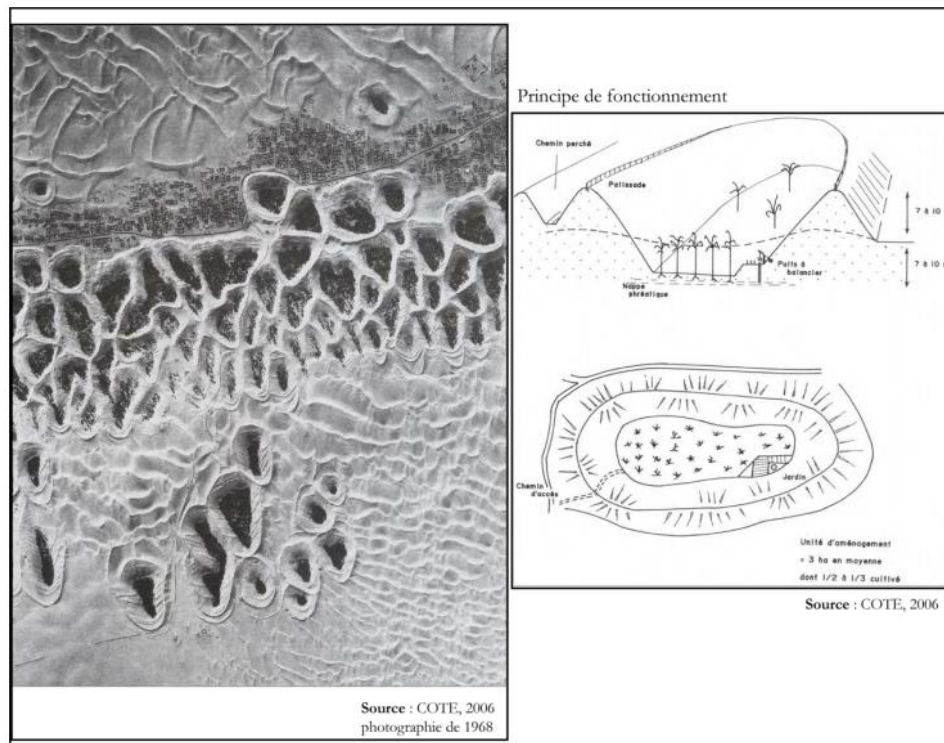 Source : COTE, 2006
photographie de 1968
Principe de fonctionnement
Chemin perché
Palissade
7 à 10
7 à 10
Puits à
balancier
Nappe
phréatique
Chemin
d'accès
Jardin
Unité d'aménagement
= 3 ha en moyenne
dont 1/2 à 1/3 cultivé
Source : COTE, 2006